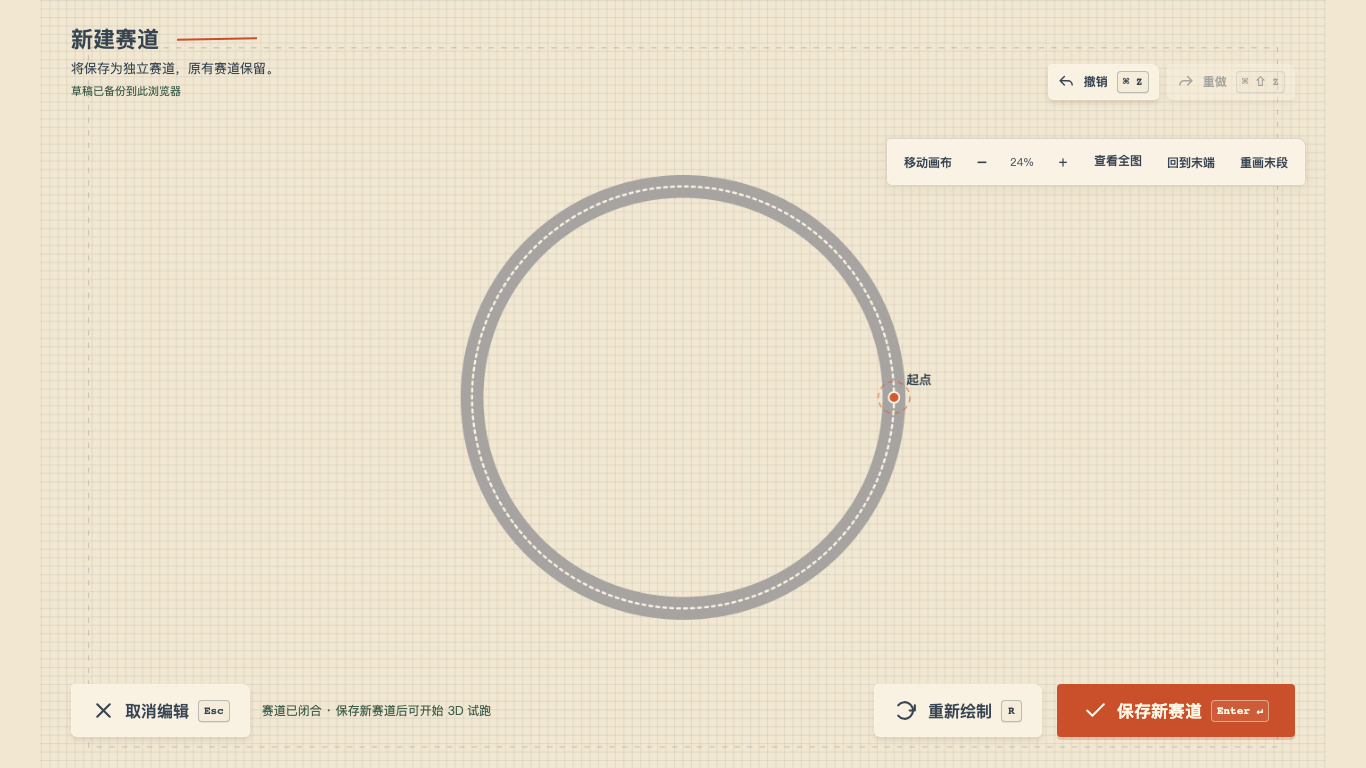 新建赛道
将保存为独立赛道，原有赛道保留。
草稿已备份到此浏览器
撤销 ⌘ Z 重做 ⌘ ⇧ Z
移动画布 − 24% + 查看全图 回到末端 重画末段
起点
取消编辑 Esc 赛道已闭合 · 保存新赛道后可开始 3D 试跑 重新绘制 R 保存新赛道 Enter ↵